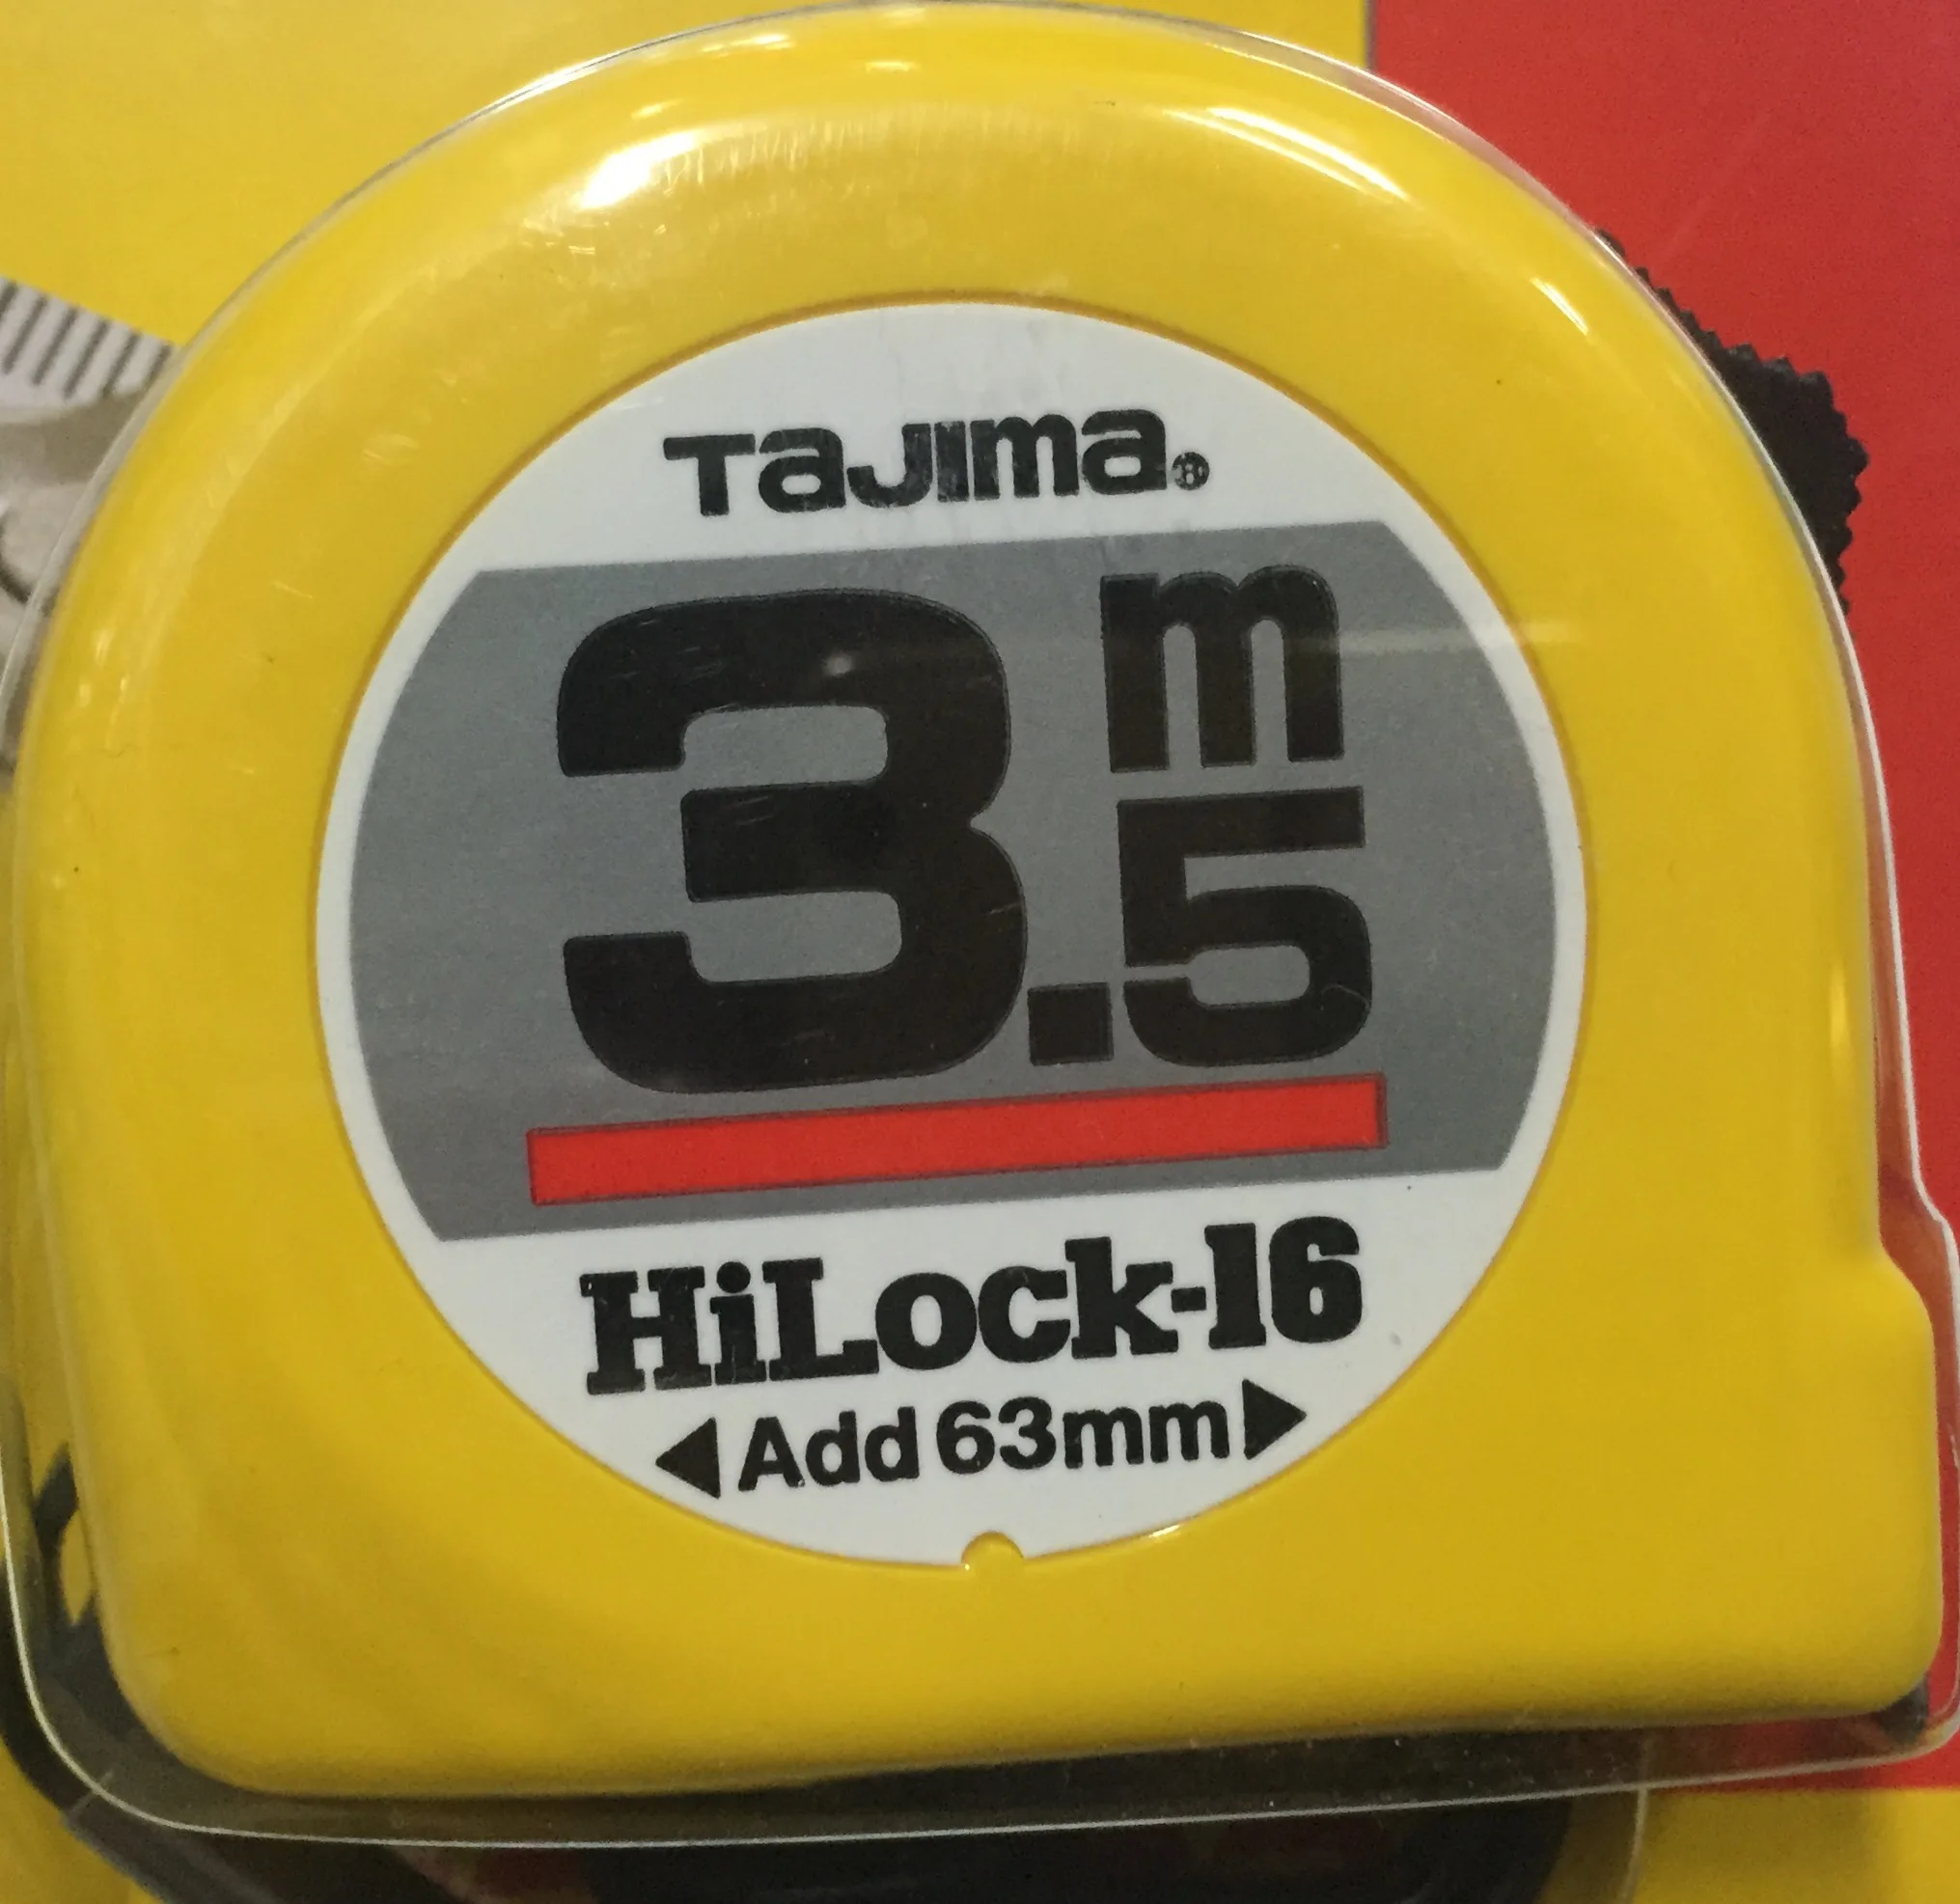 TaJIma®
3.5m
HiLock-16
◀Add 63mm▶